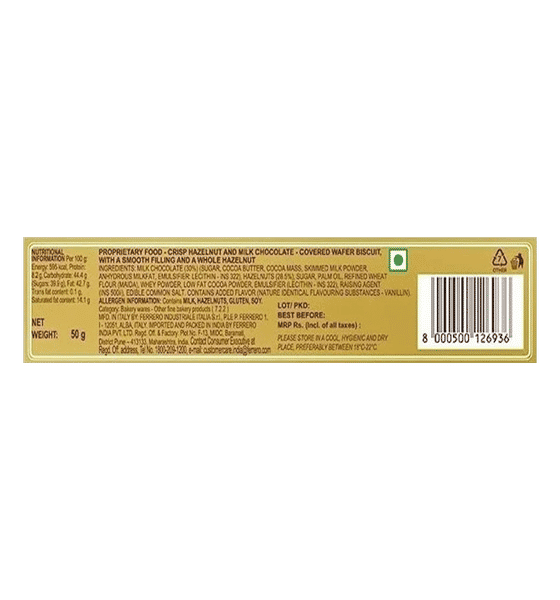 NUTRITIONAL
INFORMATION Per 100 g:
Energy: 595 kcal, Protein:
8.2g, Carbohydrate: 44.4 g
(Sugars: 39.9 g), Fat: 42.7 g.
Trans fat content: 0.1 g,
Saturated fat content: 14.1 g
NET
WEIGHT: 50 g
PROPRIETARY FOOD - CRISP HAZELNUT AND MILK CHOCOLATE - COVERED WAFER BISCUIT,
WITH A SMOOTH FILLING AND A WHOLE HAZELNUT
INGREDIENTS: MILK CHOCOLATE (30%) (SUGAR, COCOA BUTTER, COCOA MASS, SKIMMED MILK POWDER,
ANHYDROUS MILKFAT, EMULSIFIER: LECITHIN - INS 322), HAZELNUTS (28.5%), SUGAR, PALM OIL, REFINED WHEAT
FLOUR (MAIDA), WHEY POWDER, LOW FAT COCOA POWDER, EMULSIFIER (LECITHIN - INS 322), RAISING AGENT
(INS 500ii), EDIBLE COMMON SALT. CONTAINS ADDED FLAVOR (NATURE IDENTICAL FLAVOURING SUBSTANCES - VANILLIN).
ALLERGEN INFORMATION: Contains MILK, HAZELNUTS, GLUTEN, SOY.
Category: Bakery wares - Other fine bakery products ( 7.2.2 )
MFG. IN ITALY BY: FERRERO INDUSTRIALE ITALIA S.r.l., P.LE P. FERRERO 1,
I - 12051, ALBA, ITALY. IMPORTED AND PACKED IN INDIA BY FERRERO
INDIA PVT. LTD. Regd. Off. & Factory: Plot No. F-13, MIDC, Baramati,
District Pune – 413133, Maharashtra, India. Contact Consumer Executive at
Regd. Off. address, Tel No. 1800-209-1200, e-mail: customercare.india@ferrero.com
LOT/ PKD:
BEST BEFORE:
MRP Rs. (incl. of all taxes) :
PLEASE STORE IN A COOL, HYGIENIC AND DRY
PLACE, PREFERABLY BETWEEN 18°C-22°C.
7
OTHER
8 000500 126936